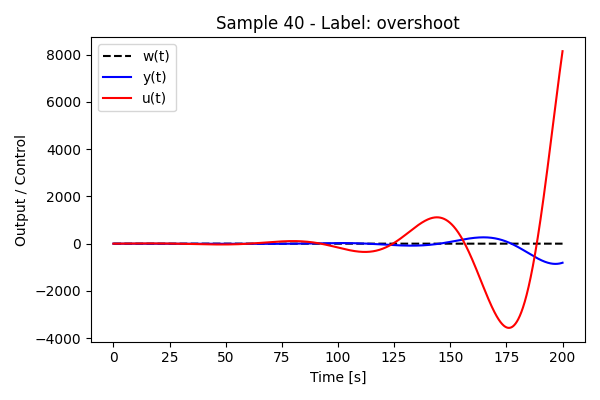 Sample 40 - Label: overshoot
w(t)
y(t)
u(t)
Output / Control
8000
6000
4000
2000
0
−2000
−4000
0 25 50 75 100 125 150 175 200
Time [s]